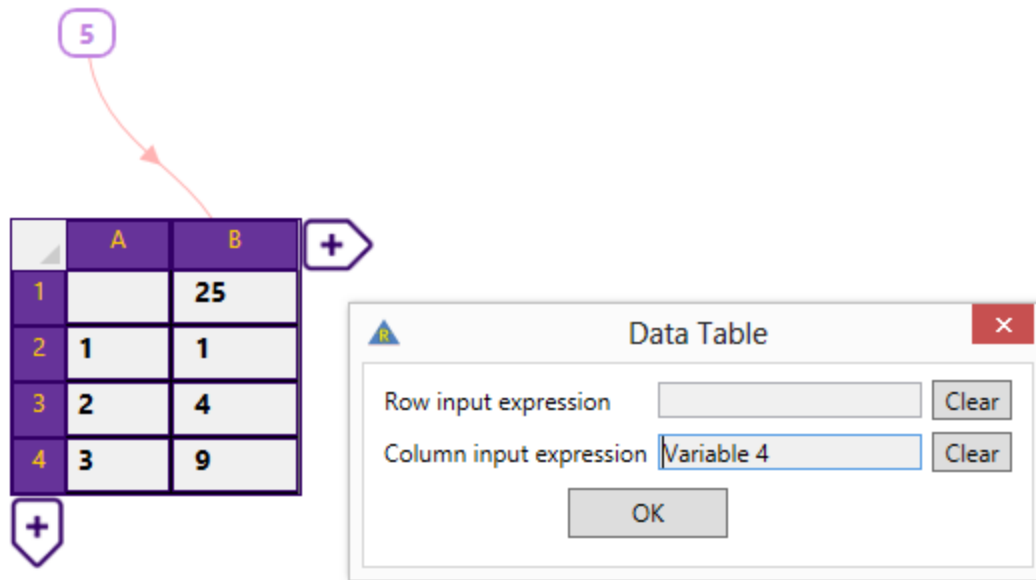 5
A B
1 25
2 1 1
3 2 4
4 3 9
R Data Table
Row input expression Clear
Column input expression Variable 4 Clear
OK